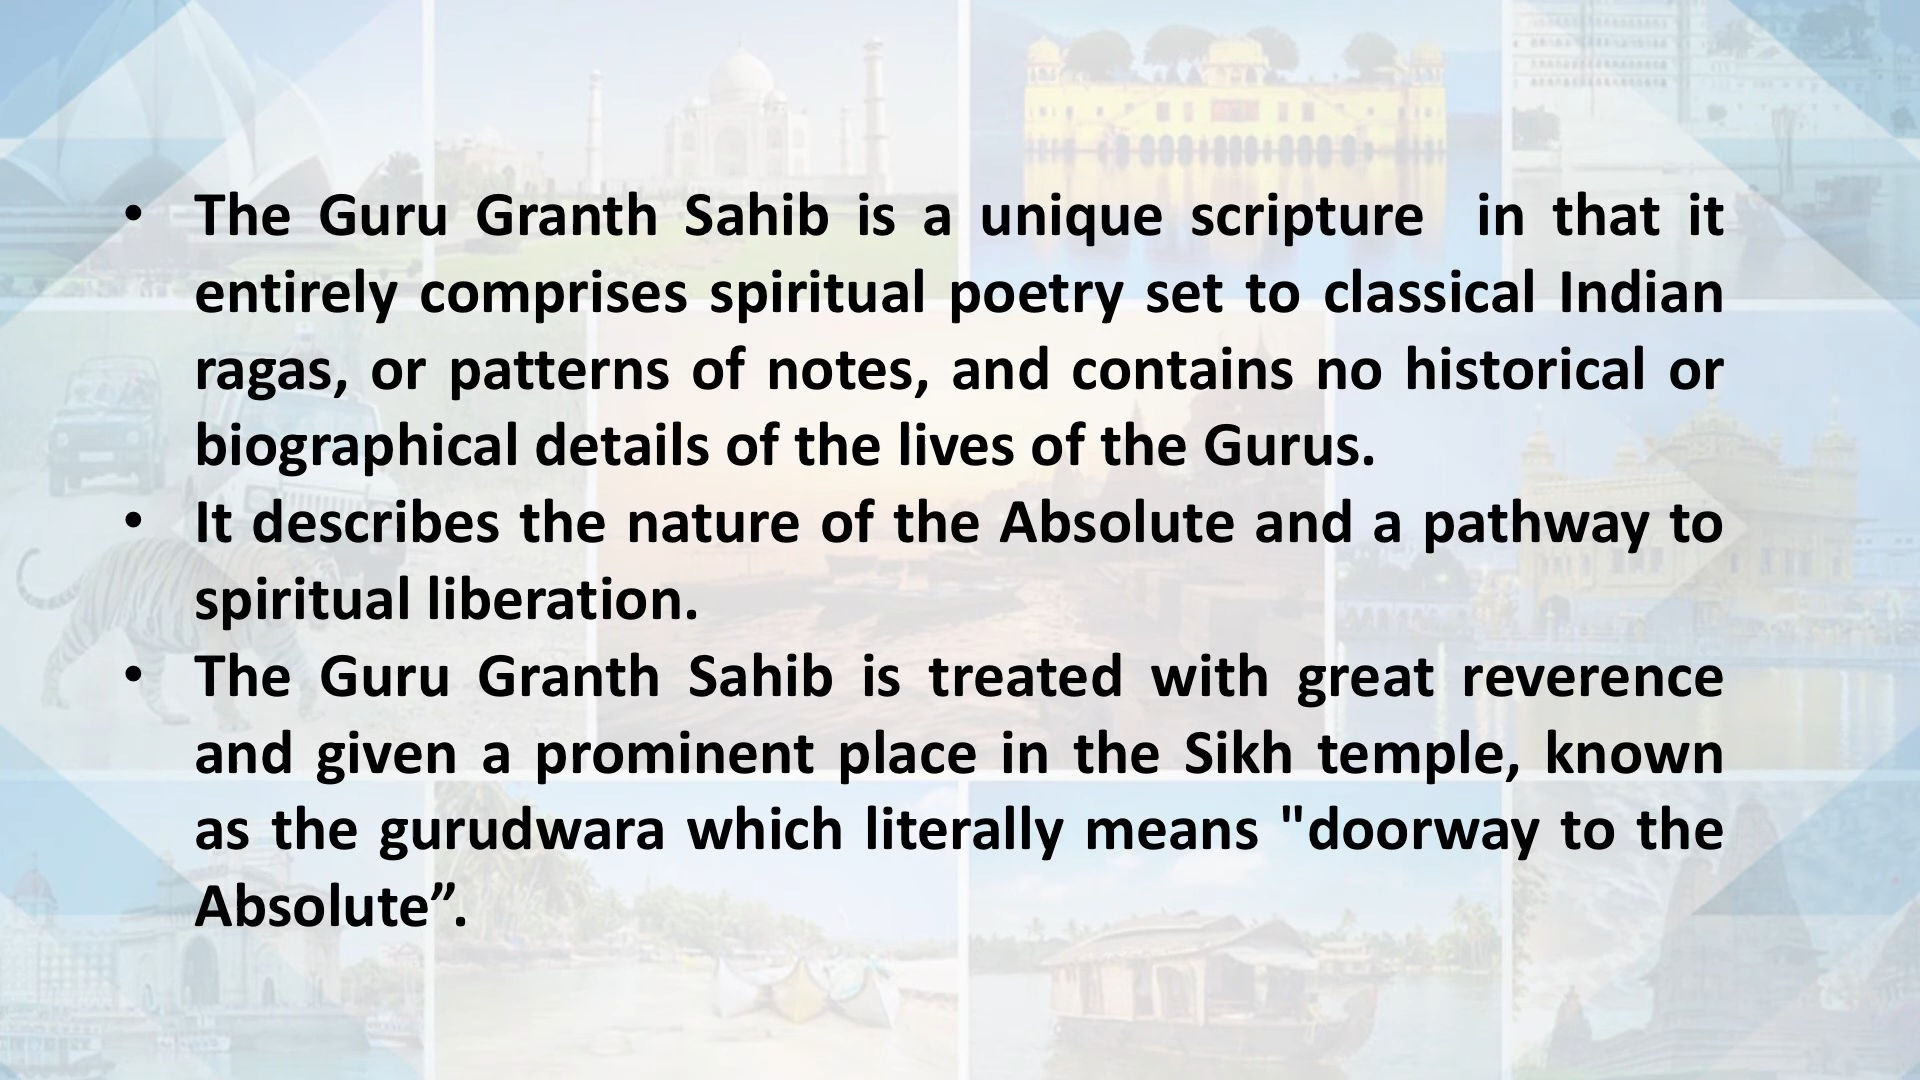 • The Guru Granth Sahib is a unique scripture  in that it
entirely comprises spiritual poetry set to classical Indian
ragas, or patterns of notes, and contains no historical or
biographical details of the lives of the Gurus.
• It describes the nature of the Absolute and a pathway to
spiritual liberation.
• The Guru Granth Sahib is treated with great reverence
and given a prominent place in the Sikh temple, known
as the gurudwara which literally means "doorway to the
Absolute”.